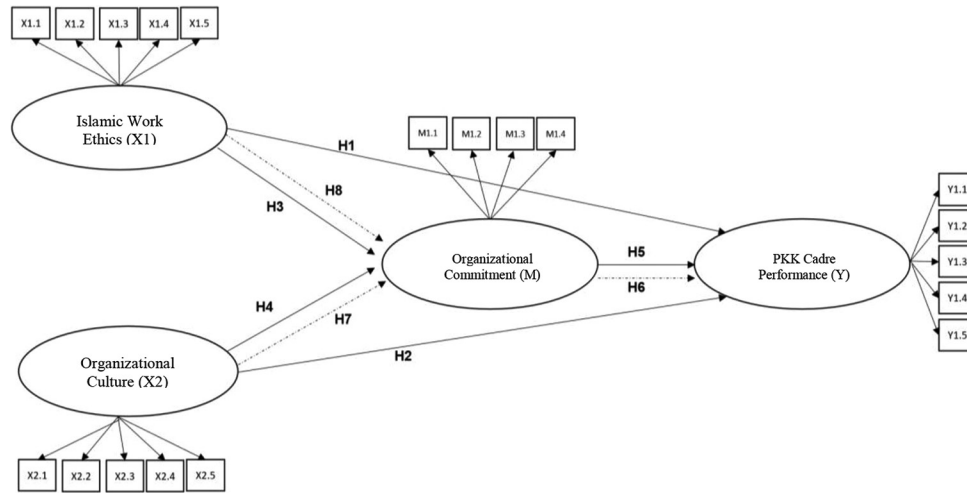 X1.1 X1.2 X1.3 X1.4 X1.5
Islamic Work
Ethics (X1)
M1.1 M1.2 M1.3 M1.4
H1
H8
H3
Y1.1
Y1.2
Y1.3
Y1.4
Y1.5
Organizational
Commitment (M)
H5
H6
PKK Cadre
Performance (Y)
H4
H7
H2
Organizational
Culture (X2)
X2.1 X2.2 X2.3 X2.4 X2.5